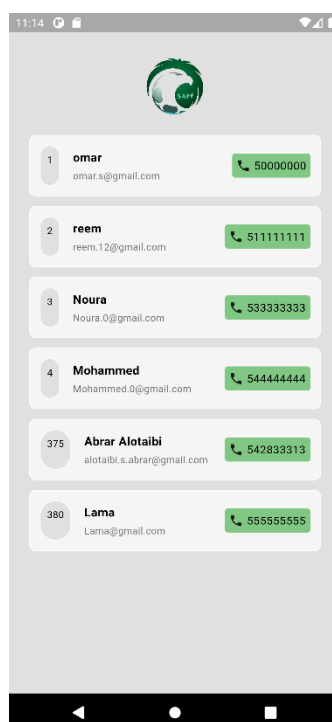 11:14
SAFF
1
omar
omar.s@gmail.com
50000000
2
reem
reem.12@gmail.com
511111111
3
Noura
Noura.0@gmail.com
533333333
4
Mohammed
Mohammed.0@gmail.com
544444444
375
Abrar Alotaibi
alotaibi.s.abrar@gmail.com
542833313
380
Lama
Lama@gmail.com
555555555